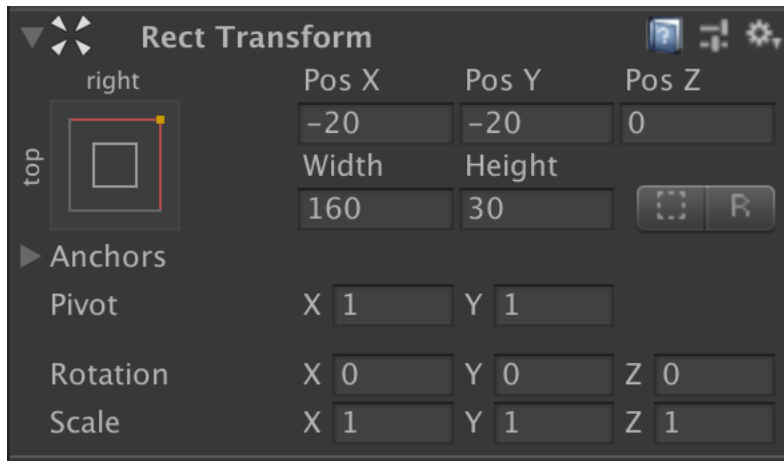 Rect Transform
right Pos X Pos Y Pos Z
-20 -20 0
top
Width Height
160 30 R
Anchors
Pivot X 1 Y 1
Rotation X 0 Y 0 Z 0
Scale X 1 Y 1 Z 1